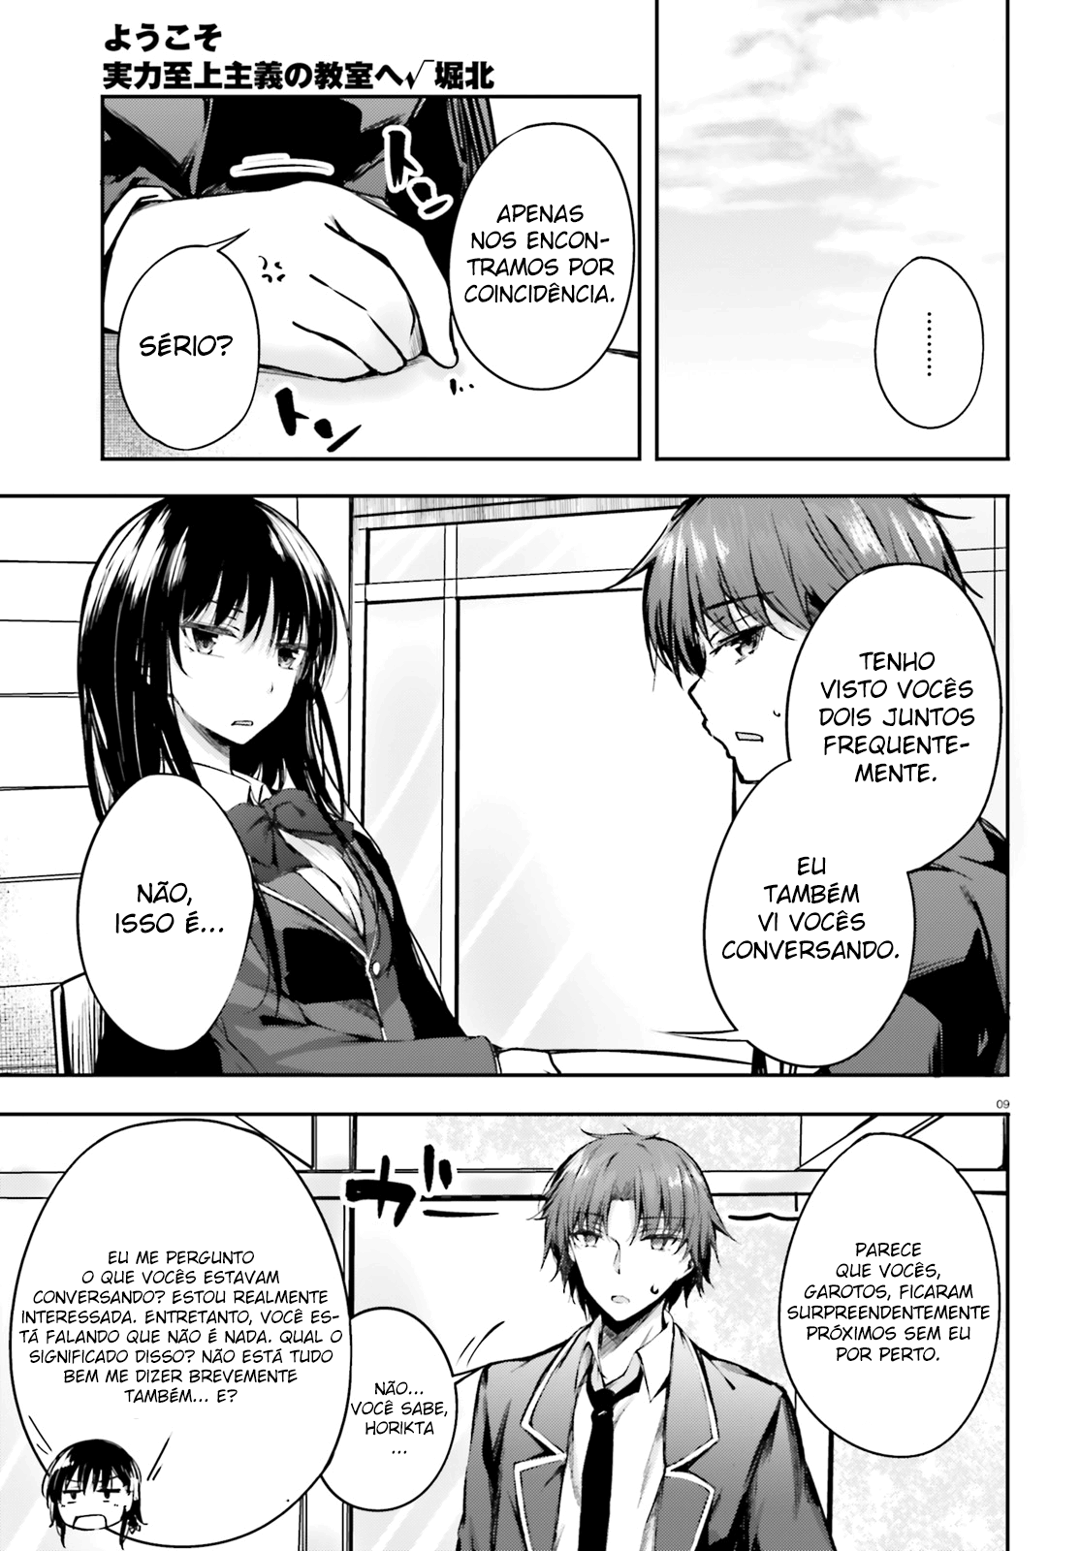 ようこそ
実力至上主義の教室へ√堀北
.........
APENAS
NOS ENCON-
TRAMOS POR
COINCIDÊNCIA.
トン
SÉRIO?
トン
TENHO
VISTO VOCÊS
DOIS JUNTOS
FREQUENTE-
MENTE.
EU
TAMBÉM
VI VOCÊS
CONVERSANDO.
NÃO,
ISSO É...
09
PARECE
QUE VOCÊS,
GAROTOS, FICARAM
SURPREENDENTEMENTE
PRÓXIMOS SEM EU
POR PERTO.
NÃO...
VOCÊ SABE,
HORIKTA
...
EU ME PERGUNTO
O QUE VOCÊS ESTAVAM
CONVERSANDO? ESTOU REALMENTE
INTERESSADA. ENTRETANTO, VOCÊ ES-
TÁ FALANDO QUE NÃO É NADA. QUAL O
SIGNIFICADO DISSO? NÃO ESTÁ TUDO
BEM ME DIZER BREVEMENTE
TAMBÉM... E?